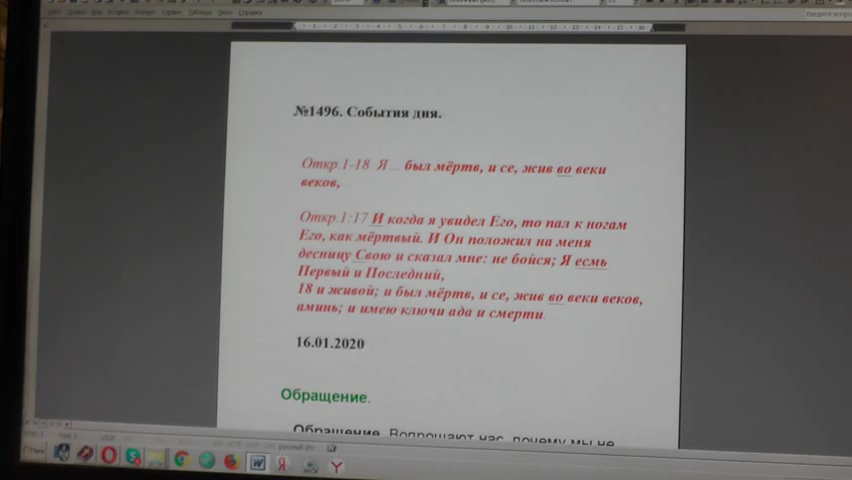 №1496. События дня.
Откр.1-18 Я... был мёртв, и се, жив во веки
веков,
Откр.1:17 И когда я увидел Его, то пал к ногам
Его, как мёртвый. И Он положил на меня
десницу Свою и сказал мне: не бойся; Я есмь
Первый и Последний,
18 и живой; и был мёртв, и се, жив во веки веков,
аминь; и имею ключи ада и смерти.
16.01.2020
Обращение.
Обращение. Вопрошают нас, почему мы не